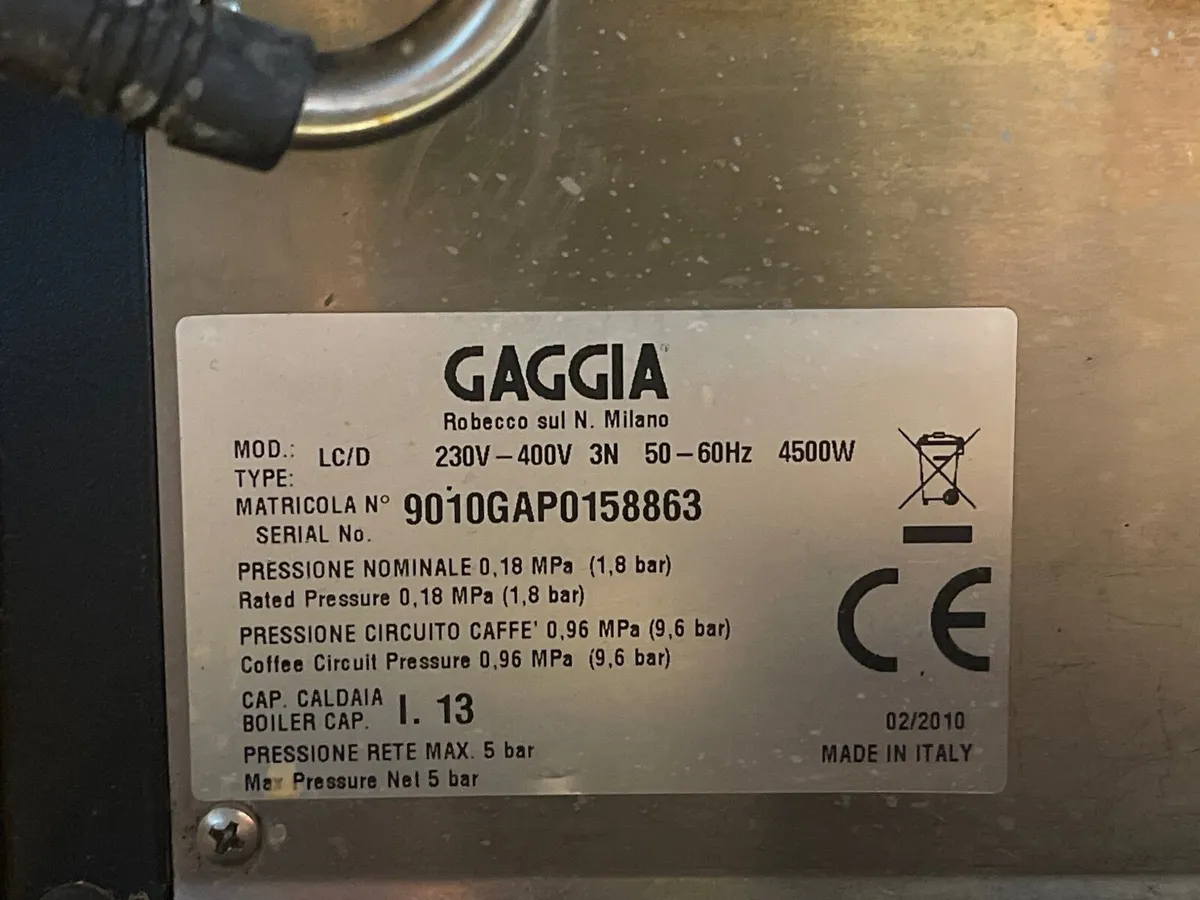 GAGGIA
Robecco sul N. Milano
MOD.: LC/D 230V-400V 3N 50-60Hz 4500W
TYPE:
MATRICOLA N° 9010GAP0158863
SERIAL No.
PRESSIONE NOMINALE 0,18 MPa (1,8 bar)
Rated Pressure 0,18 MPa (1,8 bar)
PRESSIONE CIRCUITO CAFFE' 0,96 MPa (9,6 bar)
Coffee Circuit Pressure 0,96 MPa (9,6 bar)
CE
CAP. CALDAIA
BOILER CAP. l. 13
02/2010
PRESSIONE RETE MAX. 5 bar
MADE IN ITALY
Max Pressure Net 5 bar